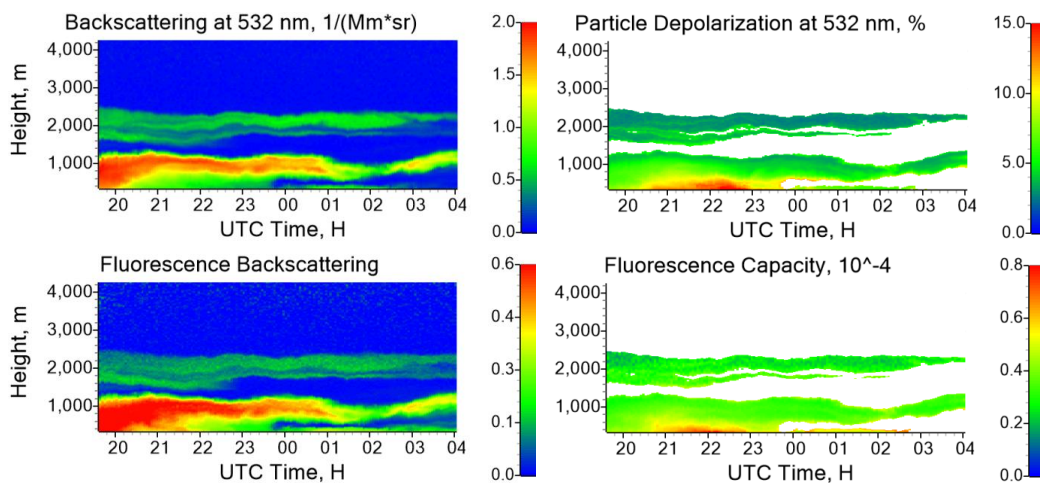 Backscattering at 532 nm, 1/(Mm*sr)
Height, m
4,000
3,000
2,000
1,000
20 21 22 23 00 01 02 03 04
UTC Time, H
2.0
1.5
1.0
0.5
0.0
Particle Depolarization at 532 nm, %
4,000
3,000
2,000
1,000
20 21 22 23 00 01 02 03 04
UTC Time, H
15.0
10.0
5.0
0.0
Fluorescence Backscattering
Height, m
4,000
3,000
2,000
1,000
20 21 22 23 00 01 02 03 04
UTC Time, H
0.6
0.4
0.3
0.1
0.0
Fluorescence Capacity, 10^-4
4,000
3,000
2,000
1,000
20 21 22 23 00 01 02 03 04
UTC Time, H
0.8
0.6
0.4
0.2
0.0